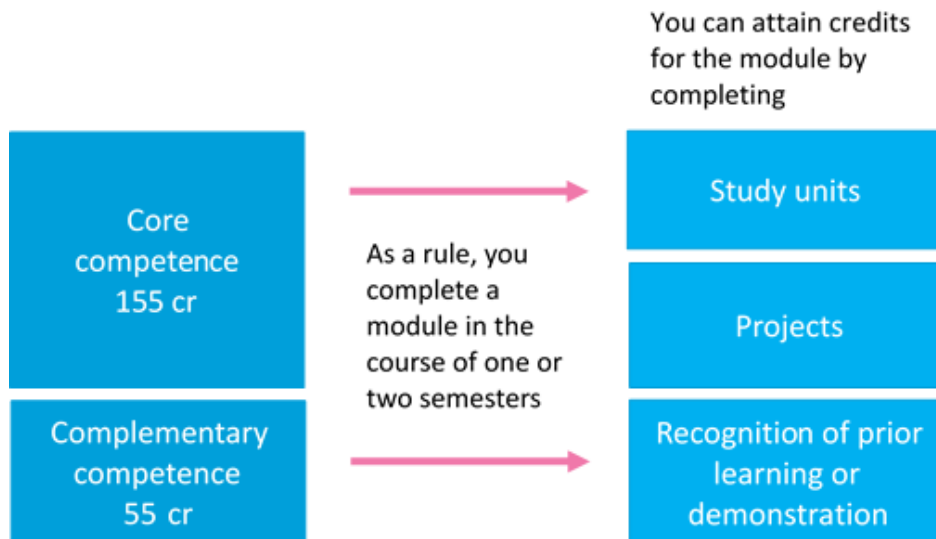 You can attain credits
for the module by
completing
Core
competence
155 cr
Study units
As a rule, you
complete a
module in the
course of one or
two semesters
Projects
Complementary
competence
55 cr
Recognition of prior
learning or
demonstration